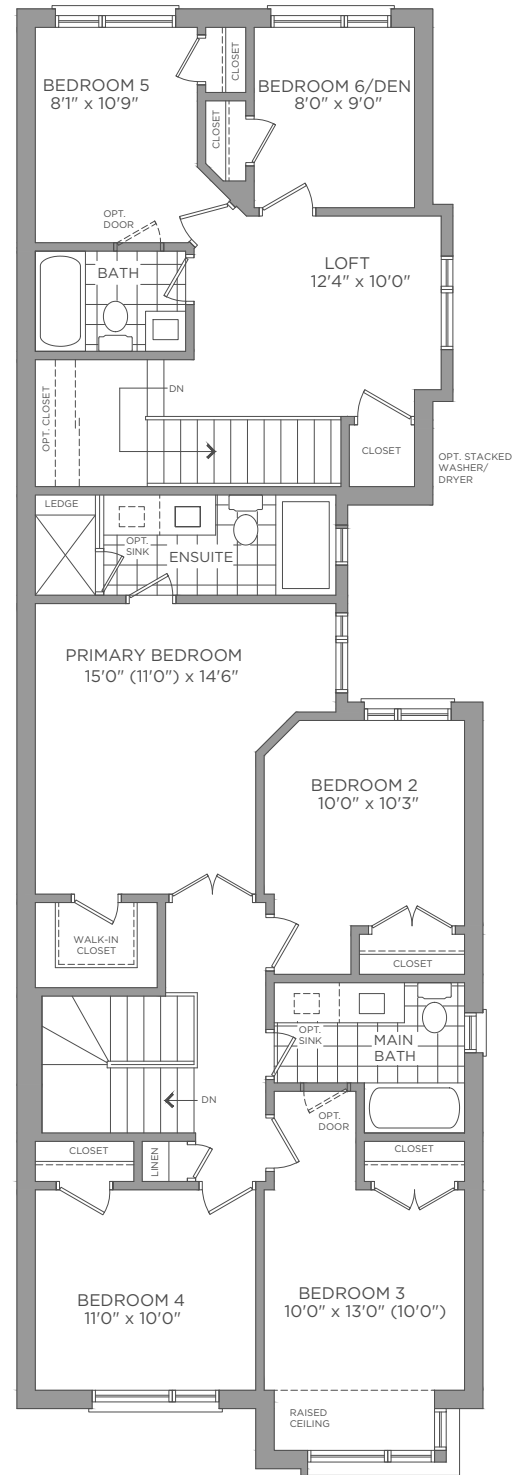 BEDROOM 5
8'1" x 10'9"
CLOSET
BEDROOM 6/DEN
8'0" x 9'0"
CLOSET
OPT.
DOOR
BATH
LOFT
12'4" x 10'0"
OPT. CLOSET
DN
CLOSET
OPT. STACKED
WASHER/
DRYER
LEDGE
OPT.
SINK
ENSUITE
PRIMARY BEDROOM
15'0" (11'0") x 14'6"
BEDROOM 2
10'0" x 10'3"
WALK-IN
CLOSET
CLOSET
OPT.
SINK
MAIN
BATH
DN
OPT.
DOOR
CLOSET
LINEN
CLOSET
BEDROOM 4
11'0" x 10'0"
BEDROOM 3
10'0" x 13'0" (10'0")
RAISED
CEILING